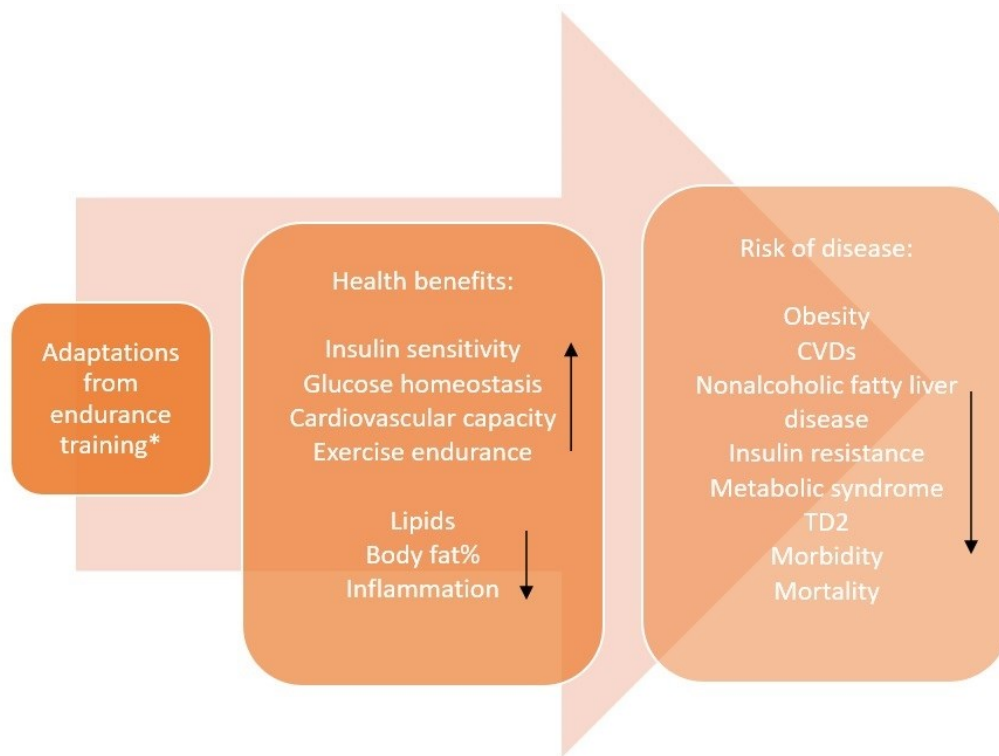 Adaptations
from
endurance
training*
Health benefits:
Insulin sensitivity
Glucose homeostasis
Cardiovascular capacity
Exercise endurance
Lipids
Body fat%
Inflammation
Risk of disease:
Obesity
CVDs
Nonalcoholic fatty liver
disease
Insulin resistance
Metabolic syndrome
TD2
Morbidity
Mortality